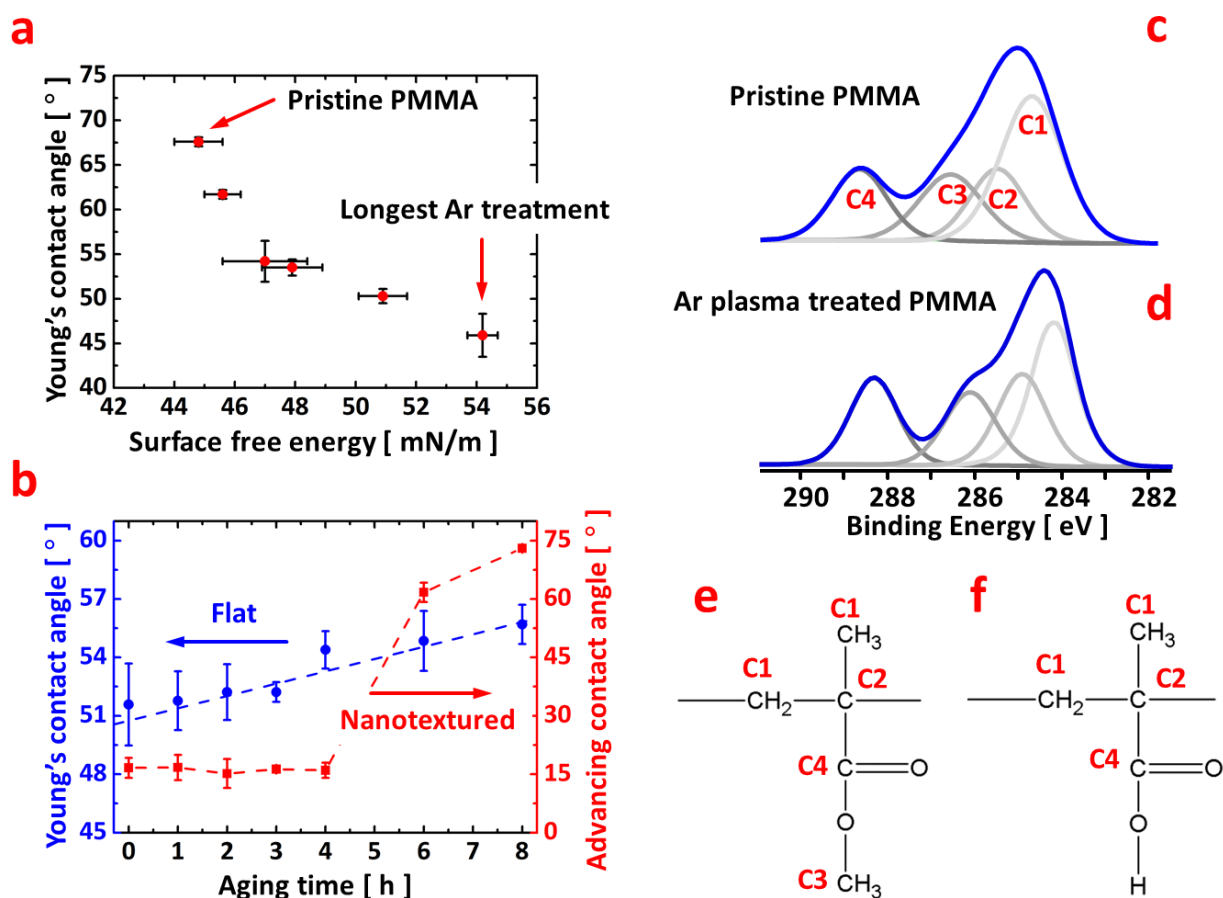 a
Young's contact angle [ ° ]
75
70
65
60
55
50
45
40
Pristine PMMA
Longest Ar treatment
42 44 46 48 50 52 54 56
Surface free energy [ mN/m ]
b
Young's contact angle [ ° ]
60
57
54
51
48
45
Flat
Nanotextured
75
60
45
30
15
0
Advancing contact angle [ ° ]
0 1 2 3 4 5 6 7 8
Aging time [ h ]
c
Pristine PMMA
C1
C2
C3
C4
d
Ar plasma treated PMMA
290 288 286 284 282
Binding Energy [ eV ]
e
C1
CH3
C1
C2
CH2
C
C4
C
O
O
C3
CH3
f
C1
CH3
C1
C2
CH2
C
C4
C
O
O
H